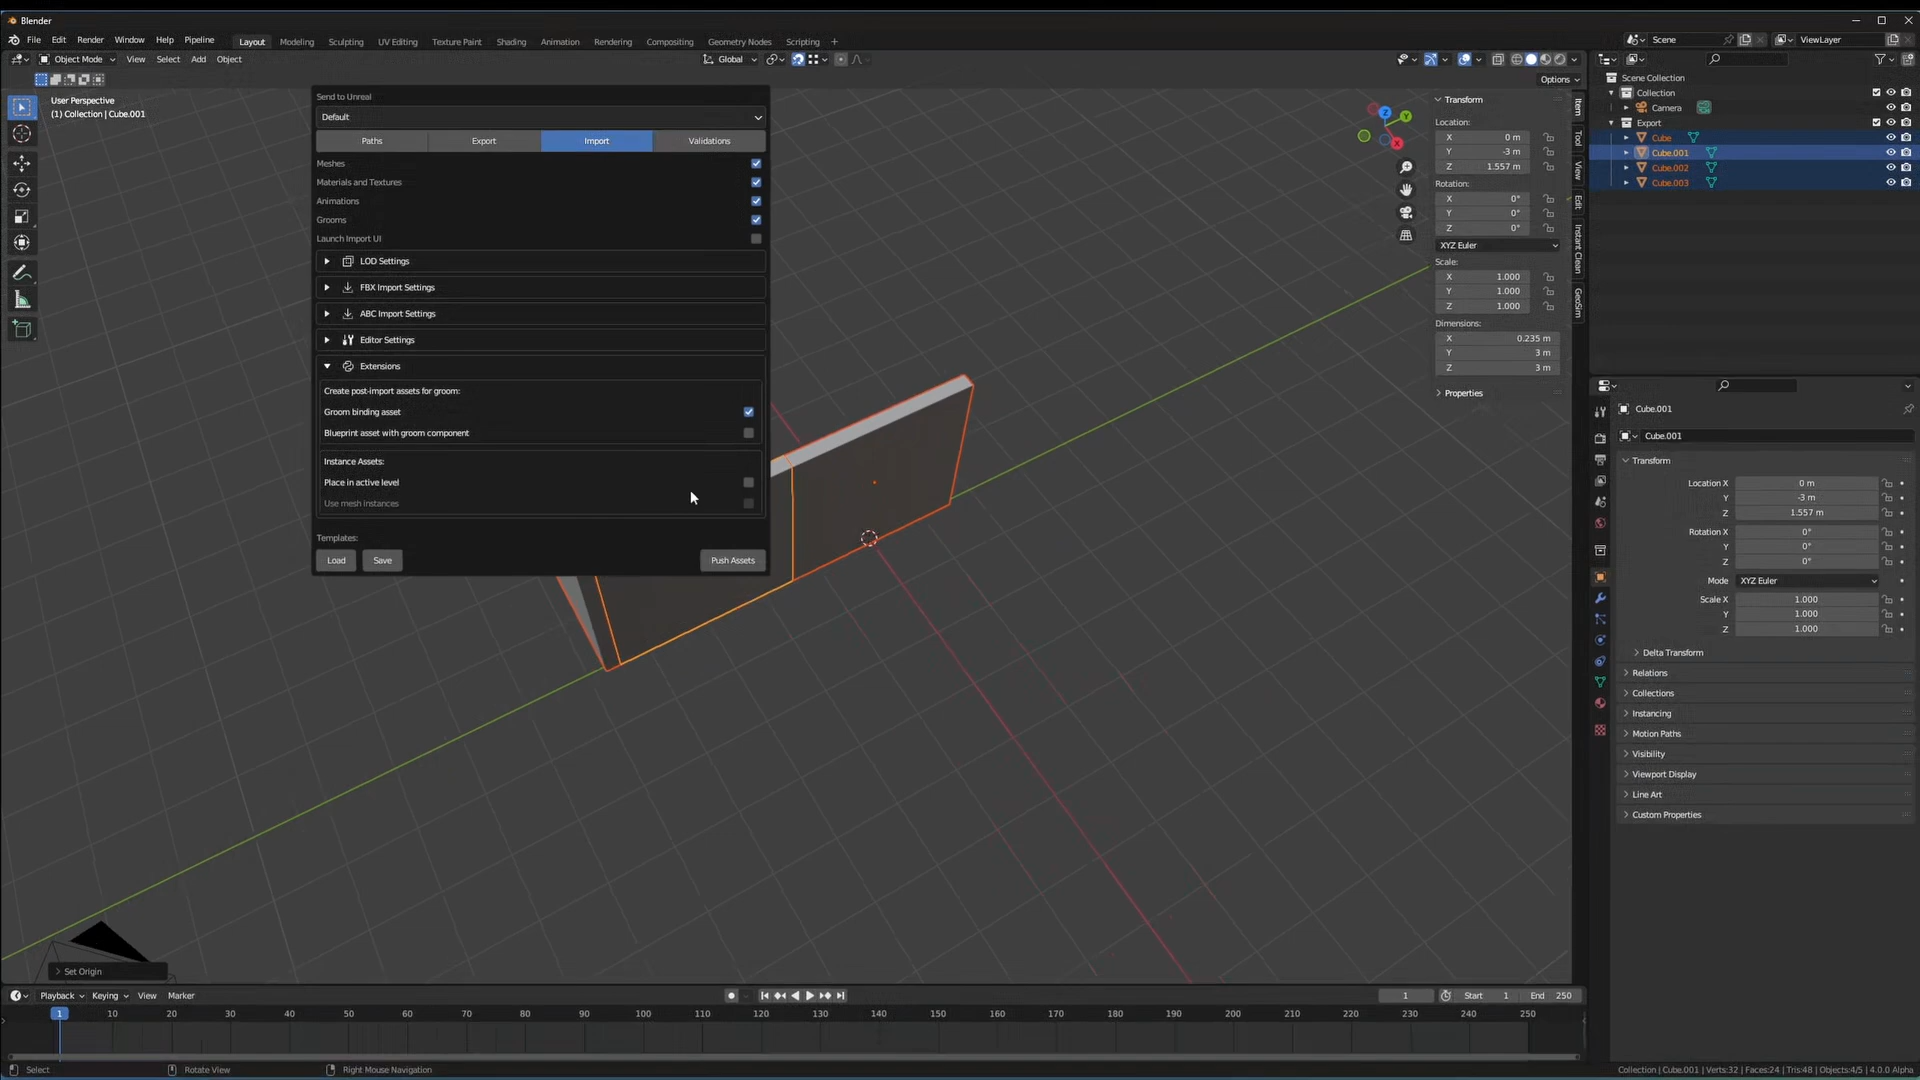 Blender
File Edit Render Window Help Pipeline
Layout Modeling Sculpting UV Editing Texture Paint Shading Animation Rendering Compositing Geometry Nodes Scripting +
Scene ViewLayer
Object Mode View Select Add Object
Global
Options
User Perspective
(1) Collection | Cube.001
Send to Unreal
Default
Paths Export Import Validations
Meshes
Materials and Textures
Animations
Grooms
Launch Import UI
LOD Settings
FBX Import Settings
ABC Import Settings
Editor Settings
Extensions
Create post-import assets for groom:
Groom binding asset
Blueprint asset with groom component
Instance Assets:
Place in active level
Use mesh instances
Templates:
Load Save Push Assets
Z
Y
X
Transform
Location:
X 0 m
Y -3 m
Z 1.557 m
Rotation:
X 0°
Y 0°
Z 0°
XYZ Euler
Scale:
X 1.000
Y 1.000
Z 1.000
Dimensions:
X 0.235 m
Y 3 m
Z 3 m
Properties
Item
Tool
View
Edit
Instant Clean
GeoSim
Scene Collection
Collection
Camera
Export
Cube
Cube.001
Cube.002
Cube.003
Cube.001
Cube.001
Transform
Location X 0 m
Y -3 m
Z 1.557 m
Rotation X 0°
Y 0°
Z 0°
Mode XYZ Euler
Scale X 1.000
Y 1.000
Z 1.000
Delta Transform
Relations
Collections
Instancing
Motion Paths
Visibility
Viewport Display
Line Art
Custom Properties
Set Origin
Playback Keying View Marker
1 Start 1 End 250
1 10 20 30 40 50 60 70 80 90 100 110 120 130 140 150 160 170 180 190 200 210 220 230 240 250
Select Rotate View Right Mouse Navigation
Collection | Cube.001 | Verts:32 | Faces:24 | Tris:48 | Objects:4/5 | 4.0.0 Alpha